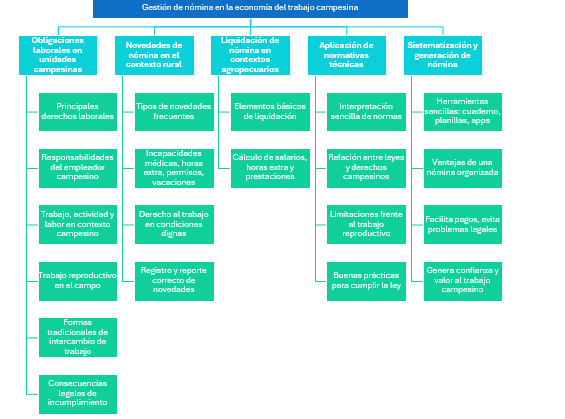 Gestión de nómina en la economía del trabajo campesina
Obligaciones
laborales en
unidades
campesinas
Principales
derechos laborales
Responsabilidades
del empleador
campesino
Trabajo, actividad y
labor en contexto
campesino
Trabajo reproductivo
en el campo
Formas
tradicionales de
intercambio de
trabajo
Consecuencias
legales de
incumplimiento
Novedades de
nómina en el
contexto rural
Tipos de novedades
frecuentes
Incapacidades
médicas, horas
extra, permisos,
vacaciones
Derecho al trabajo
en condiciones
dignas
Registro y reporte
correcto de
novedades
Liquidación de
nómina en
contextos
agropecuarios
Elementos básicos
de liquidación
Cálculo de salarios,
horas extra y
prestaciones
Aplicación de
normativas
técnicas
Interpretación
sencilla de normas
Relación entre leyes
y derechos
campesinos
Limitaciones frente
al trabajo
reproductivo
Buenas prácticas
para cumplir la ley
Sistematización y
generación de
nómina
Herramientas
sencillas: cuaderno,
planillas, apps
Ventajas de una
nómina organizada
Facilita pagos, evita
problemas legales
Genera confianza y
valor al trabajo
campesino